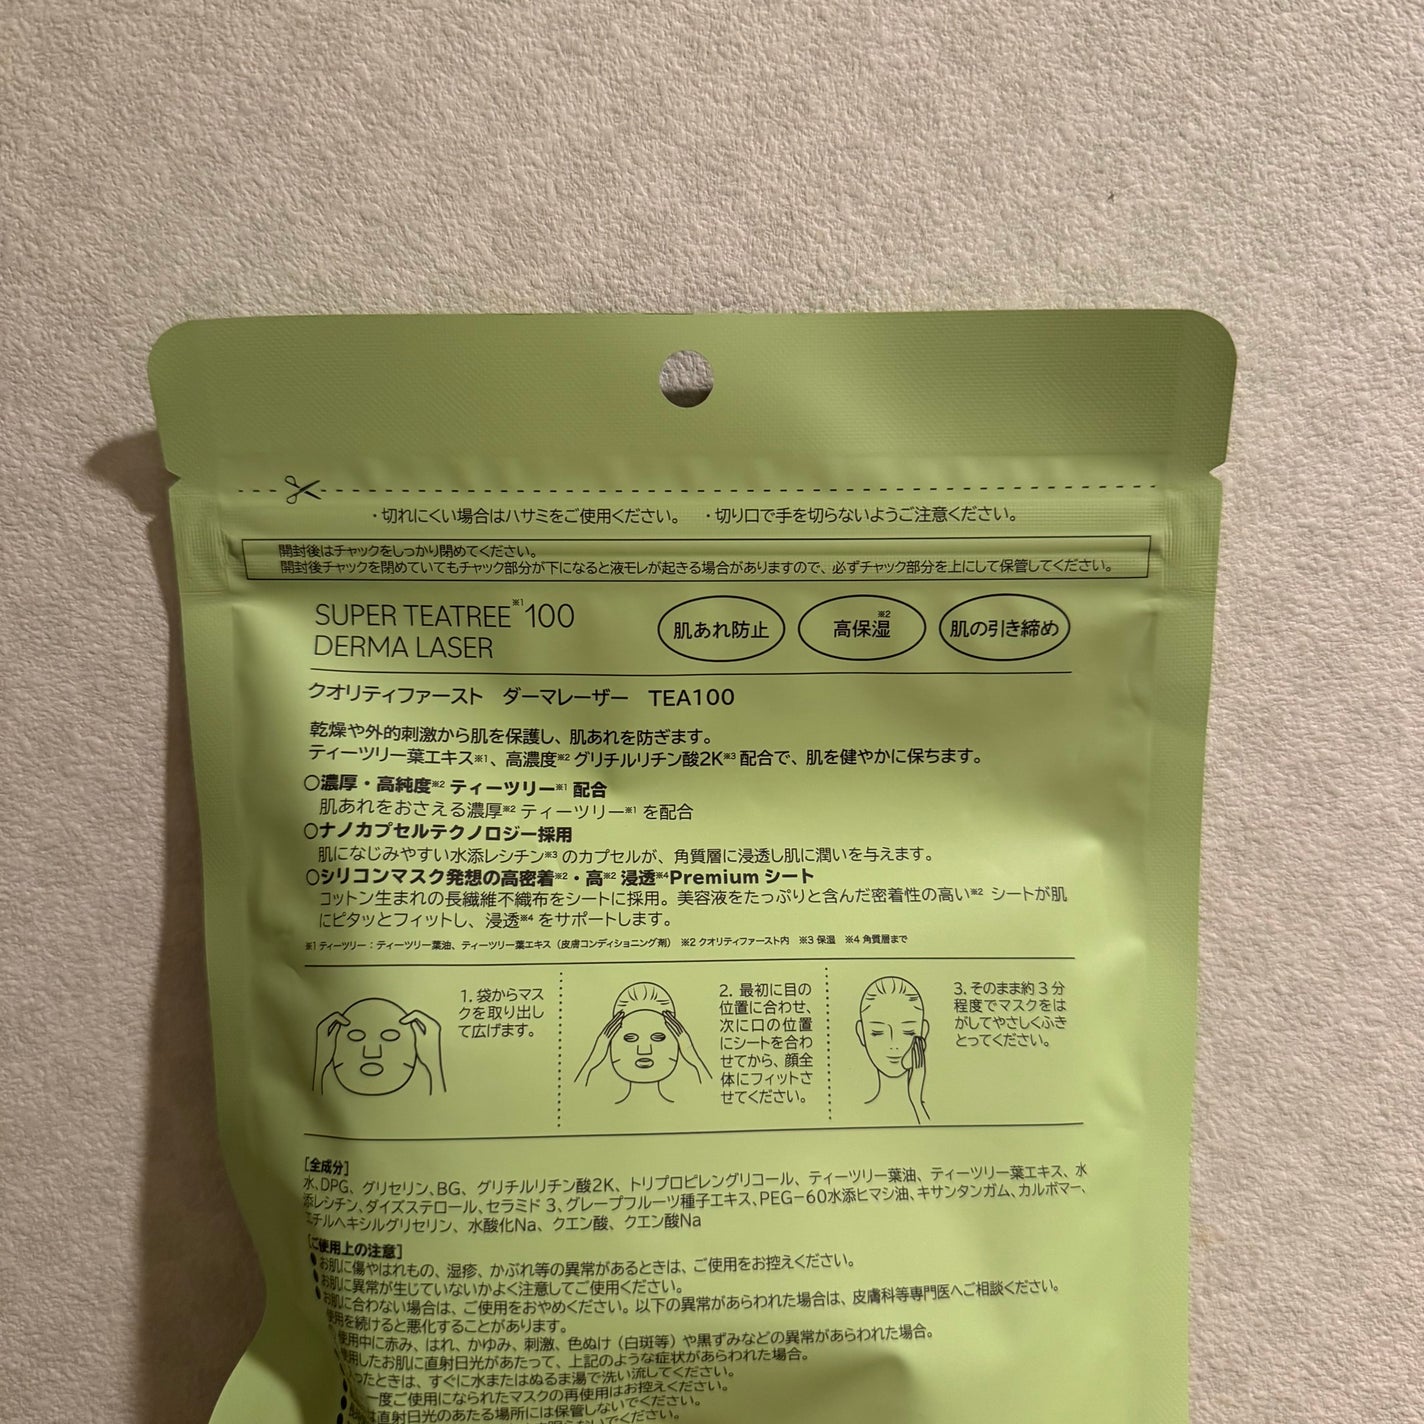 ・切れにくい場合はハサミをご使用ください。 ・切り口で手を切らないようご注意ください。
開封後はチャックをしっかり閉めてください。
開封後チャックを閉めていてもチャック部分が下になると液モレが起きる場合がありますので、必ずチャック部分を上にして保管してください。
SUPER TEATREE※1 100
DERMA LASER
肌あれ防止
高保湿※2
肌の引き締め
クオリティファースト ダーマレーザー TEA100
乾燥や外的刺激から肌を保護し、肌あれを防ぎます。
ティーツリー葉エキス※1、高濃度※2 グリチルリチン酸2K※3 配合で、肌を健やかに保ちます。
○濃厚・高純度※2 ティーツリー※1 配合
肌あれをおさえる濃厚※2 ティーツリー※1 を配合
○ナノカプセルテクノロジー採用
肌になじみやすい水添レシチン※3 のカプセルが、角質層に浸透し肌に潤いを与えます。
○シリコンマスク発想の高密着※2・高※2 浸透※4Premium シート
コットン生まれの長繊維不織布をシートに採用。美容液をたっぷりと含んだ密着性の高い※2 シートが肌
にピタッとフィットし、浸透※4 をサポートします。
※1 ティーツリー：ティーツリー葉油、ティーツリー葉エキス（皮膚コンディショニング剤） ※2 クオリティファースト内 ※3 保湿 ※4 角質層まで
1. 袋からマス
クを取り出し
て広げます。
2. 最初に目の
位置に合わせ、
次に口の位置
にシートを合わ
せてから、顔全
体にフィットさ
せてください。
3. そのまま約 3 分
程度でマスクをは
がしてやさしくふき
とってください。
［全成分］
水、DPG、グリセリン、BG、グリチルリチン酸2K、トリプロピレングリコール、ティーツリー葉油、ティーツリー葉エキス、水
添レシチン、ダイズステロール、セラミド 3、グレープフルーツ種子エキス、PEG－60水添ヒマシ油、キサンタンガム、カルボマー、
エチルヘキシルグリセリン、水酸化Na、クエン酸、クエン酸Na
［ご使用上の注意］
●お肌に傷やはれもの、湿疹、かぶれ等の異常があるときは、ご使用をお控えください。
●お肌に異常が生じていないかよく注意してご使用ください。
●お肌に合わない場合は、ご使用をおやめください。以下の異常があらわれた場合は、皮膚科等専門医へご相談ください。
使用を続けると悪化することがあります。
使用中に赤み、はれ、かゆみ、刺激、色ぬけ（白斑等）や黒ずみなどの異常があらわれた場合。
使用したお肌に直射日光があたって、上記のような症状があらわれた場合。
ったときは、すぐに水またはぬるま湯で洗い流してください。
一度ご使用になられたマスクの再使用はお控えください。
は直射日光のあたる場所には保管しないでください。
ください。